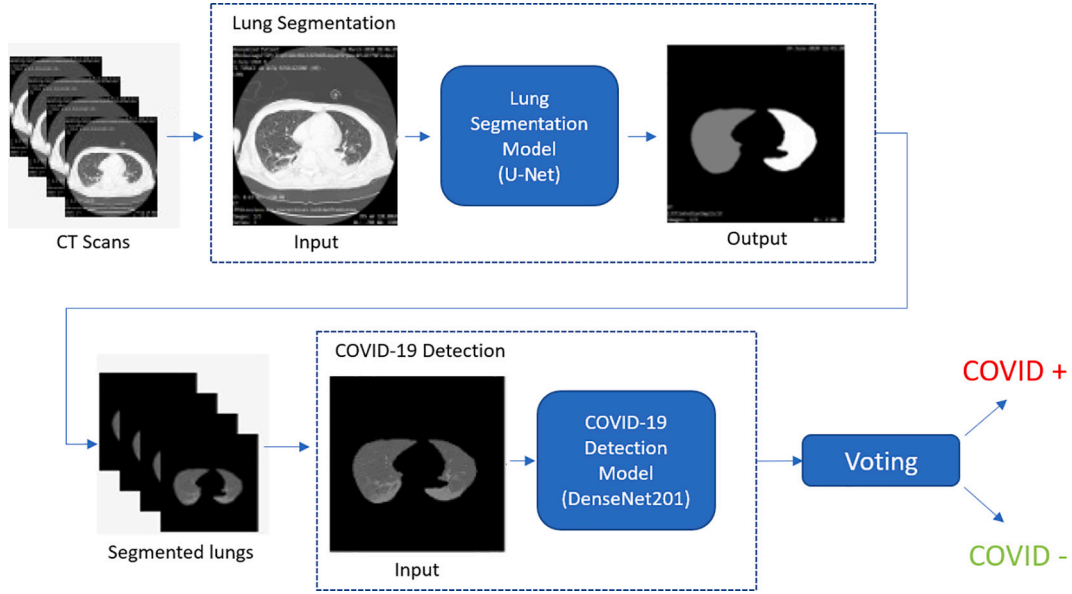 Lung Segmentation
Lung
Segmentation
Model
(U-Net)
CT Scans
Input
Output
COVID-19 Detection
COVID-19
Detection
Model
(DenseNet201)
Voting
COVID +
COVID -
Segmented lungs
Input